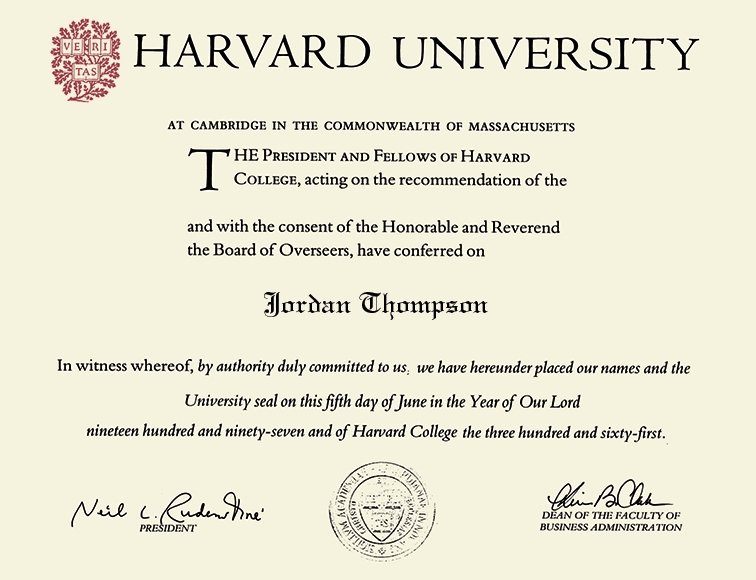 VE RI
TAS
HARVARD UNIVERSITY
AT CAMBRIDGE IN THE COMMONWEALTH OF MASSACHUSETTS
THE PRESIDENT AND FELLOWS OF HARVARD
COLLEGE, acting on the recommendation of the
and with the consent of the Honorable and Reverend
the Board of Overseers, have conferred on
Jordan Thompson
In witness whereof, by authority duly committed to us, we have hereunder placed our names and the
University seal on this fifth day of June in the Year of Our Lord
nineteen hundred and ninety-seven and of Harvard College the three hundred and sixty-first.
Neil L. Rudenstine
PRESIDENT
DEAN OF THE FACULTY OF
BUSINESS ADMINISTRATION